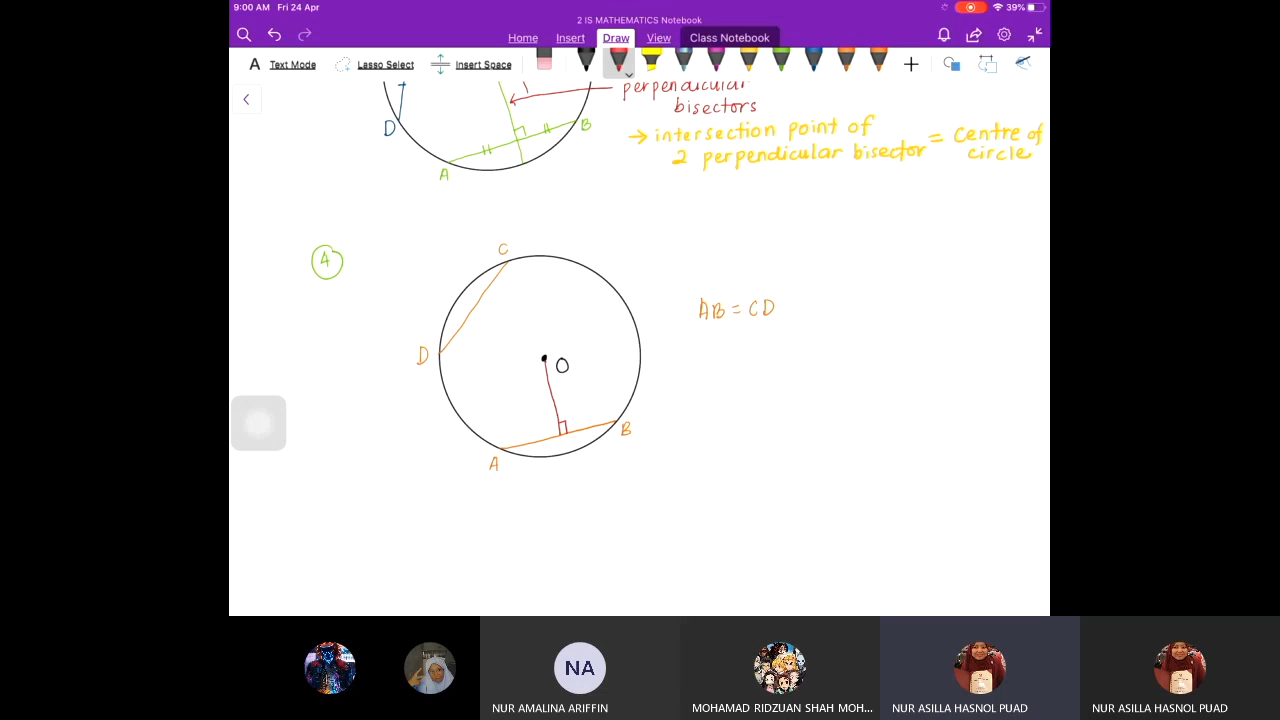 9:00 AM Fri 24 Apr
39%
2 IS MATHEMATICS Notebook
Home Insert Draw View Class Notebook
A Text Mode Lasso Select Insert Space
perpendicular
bisectors
D
B
A
→ intersection point of
2 perpendicular bisector = Centre of
circle
4
C
AB = CD
D
O
B
A
NA
NUR AMALINA ARIFFIN
MOHAMAD RIDZUAN SHAH MOH...
NUR ASILLA HASNOL PUAD
NUR ASILLA HASNOL PUAD